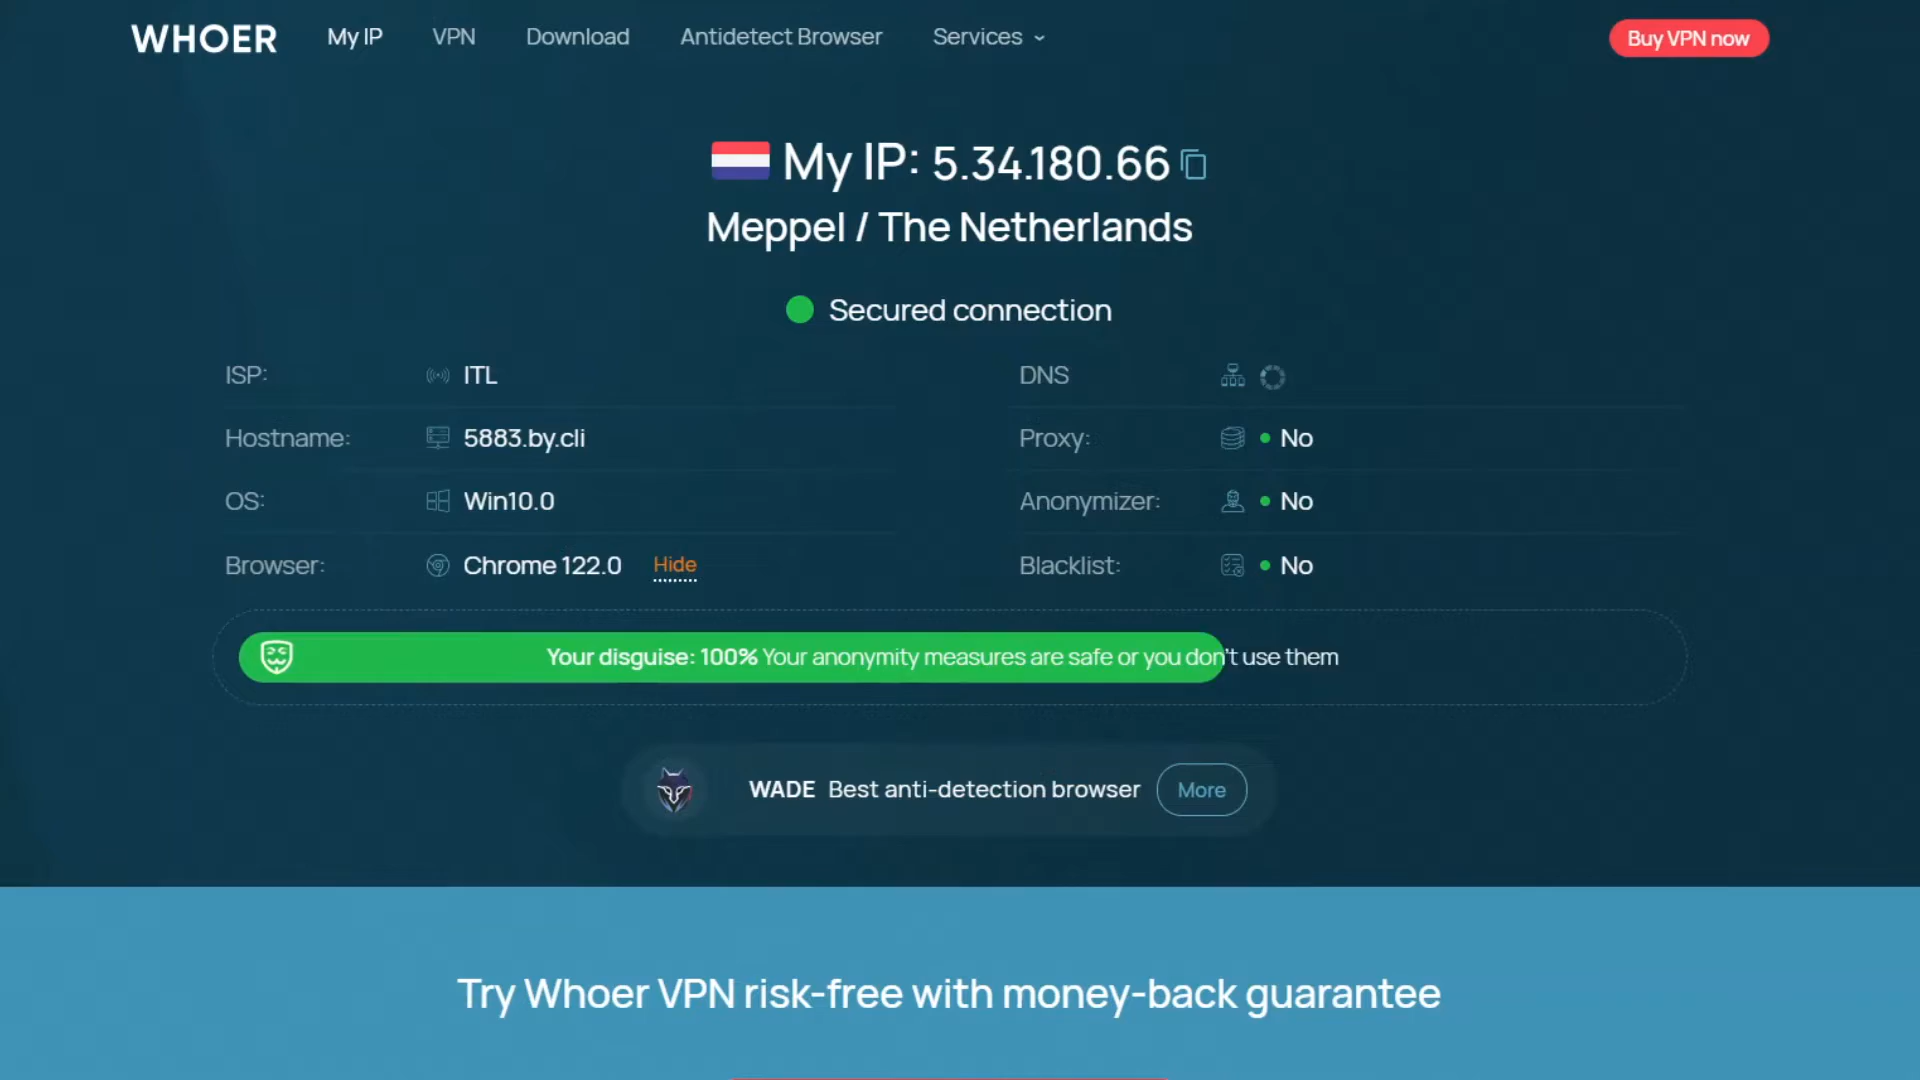 WHOER My IP VPN Download Antidetect Browser Services Buy VPN now
My IP: 5.34.180.66
Meppel / The Netherlands
Secured connection
ISP: ITL
Hostname: 5883.by.cli
OS: Win10.0
Browser: Chrome 122.0 Hide
DNS
Proxy: No
Anonymizer: No
Blacklist: No
Your disguise: 100% Your anonymity measures are safe or you don't use them
WADE Best anti-detection browser More
Try Whoer VPN risk-free with money-back guarantee